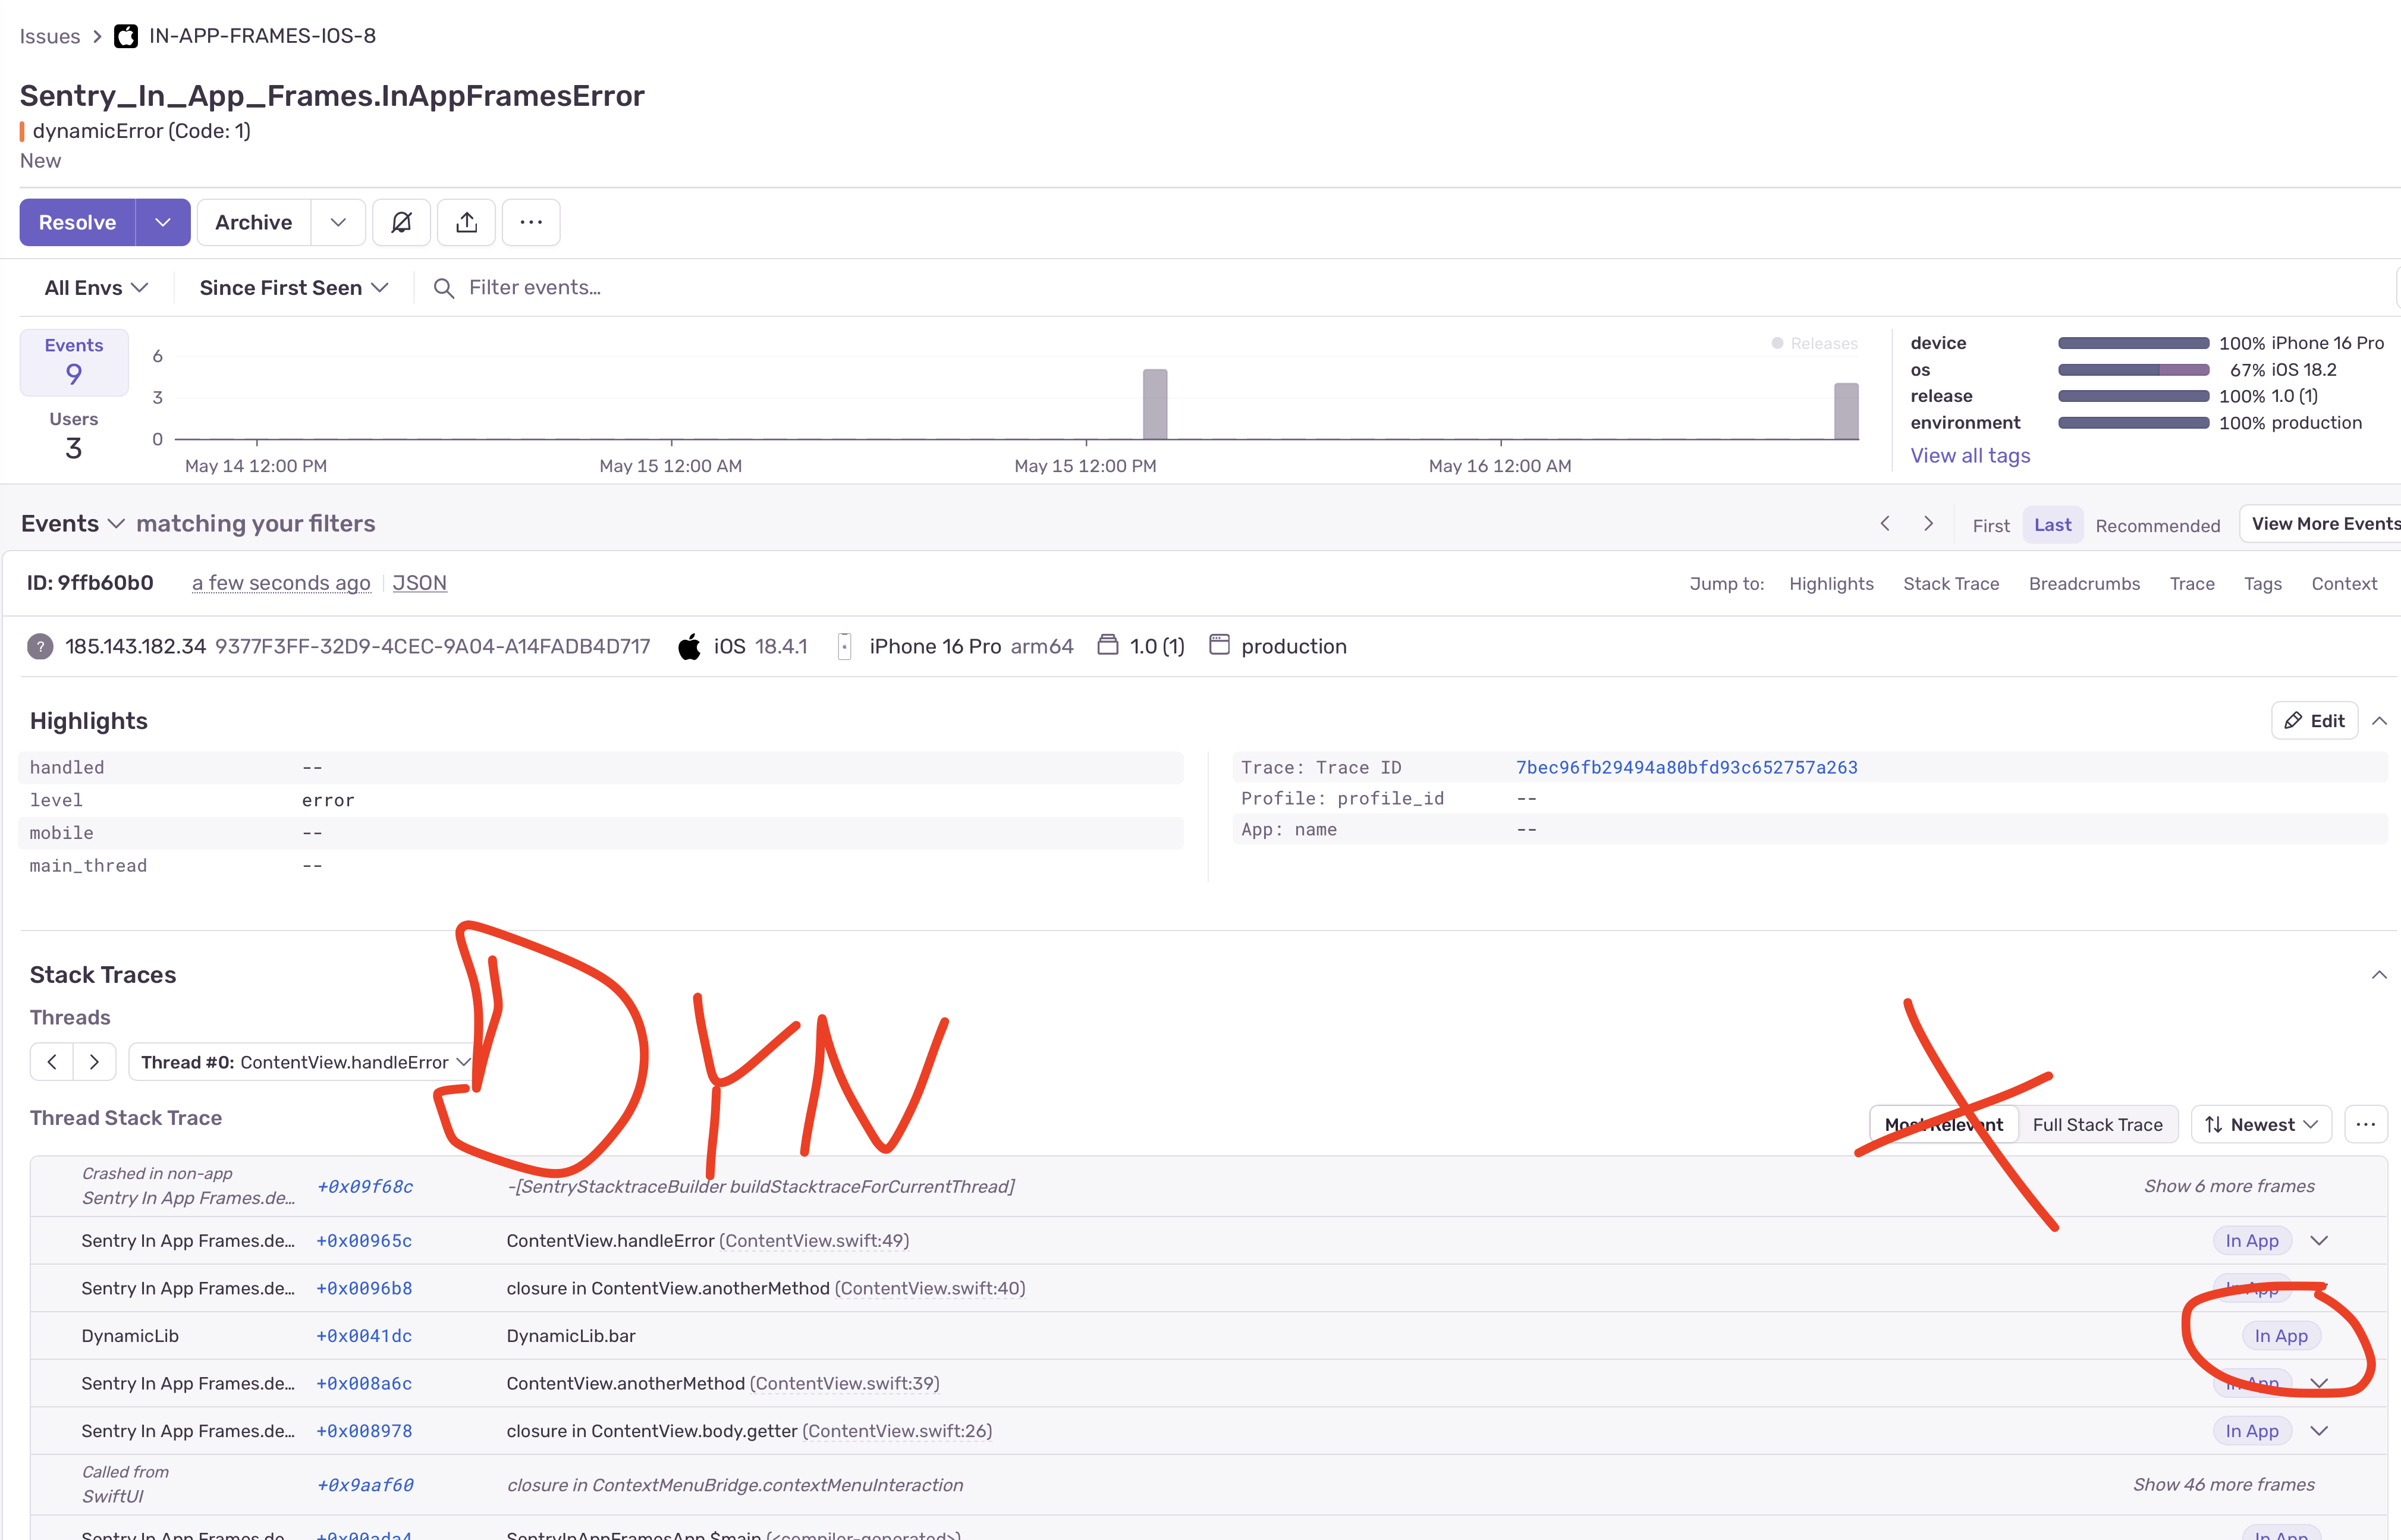 Issues > IN-APP-FRAMES-IOS-8
Sentry_In_App_Frames.InAppFramesError
dynamicError (Code: 1)
New
Resolve Archive ...
All Envs Since First Seen Filter events...
Events
9
Users
3
6
3
0
Releases
May 14 12:00 PM May 15 12:00 AM May 15 12:00 PM May 16 12:00 AM
device 100% iPhone 16 Pro
os 67% iOS 18.2
release 100% 1.0 (1)
environment 100% production
View all tags
Events matching your filters First Last Recommended View More Events
ID: 9ffb60b0 a few seconds ago JSON Jump to: Highlights Stack Trace Breadcrumbs Trace Tags Context
? 185.143.182.34 9377F3FF-32D9-4CEC-9A04-A14FADB4D717 iOS 18.4.1 iPhone 16 Pro arm64 1.0 (1) production
Highlights Edit
handled --
level error
mobile --
main_thread --
Trace: Trace ID 7bec96fb29494a80bfd93c652757a263
Profile: profile_id --
App: name --
Stack Traces
Threads
Thread #0: ContentView.handleError
DYN
Thread Stack Trace Most Relevant Full Stack Trace Newest ...
Crashed in non-app
Sentry In App Frames.de... +0x09f68c -[SentryStacktraceBuilder buildStacktraceForCurrentThread] Show 6 more frames
Sentry In App Frames.de... +0x00965c ContentView.handleError (ContentView.swift:49) In App
Sentry In App Frames.de... +0x0096b8 closure in ContentView.anotherMethod (ContentView.swift:40) In App
DynamicLib +0x0041dc DynamicLib.bar In App
Sentry In App Frames.de... +0x008a6c ContentView.anotherMethod (ContentView.swift:39) In App
Sentry In App Frames.de... +0x008978 closure in ContentView.body.getter (ContentView.swift:26) In App
Called from
SwiftUI +0x9aaf60 closure in ContextMenuBridge.contextMenuInteraction Show 46 more frames
Sentry In App Frames.de... +0x00ada4 SentryInAppFramesApp.$main (<compiler-generated>) In App